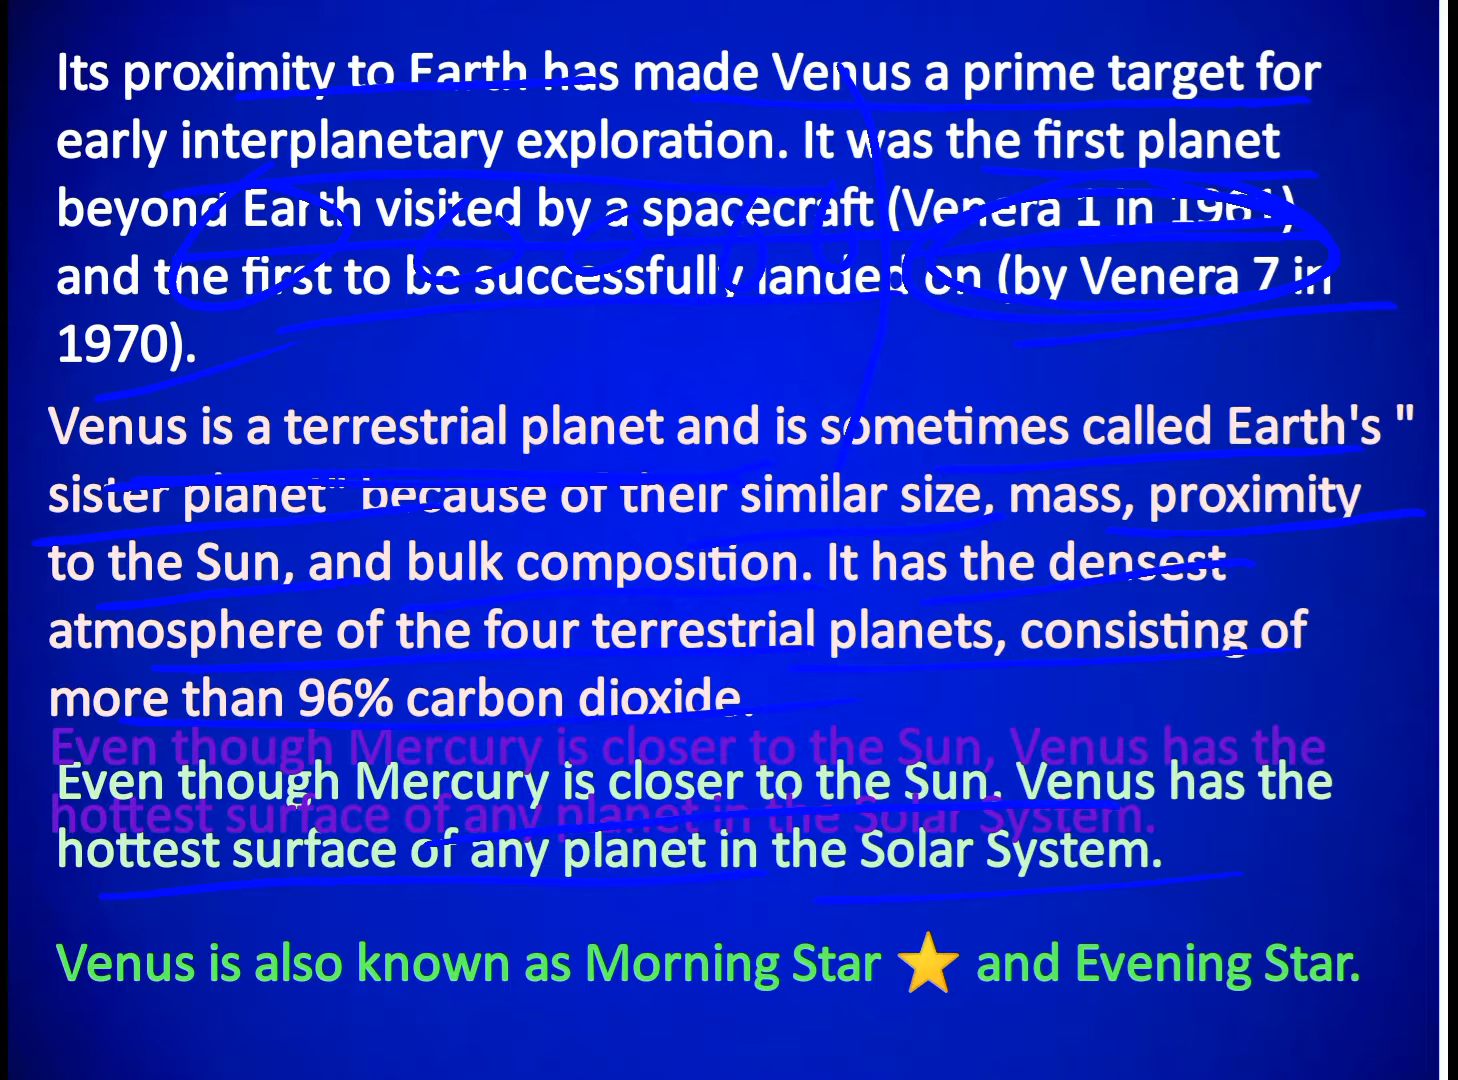 Its proximity to Earth has made Venus a prime target for
early interplanetary exploration. It was the first planet
beyond Earth visited by a spacecraft (Venera 1 in 1961)
and the first to be successfully landed on (by Venera 7 in
1970).
Venus is a terrestrial planet and is sometimes called Earth's "
sister planet" because of their similar size, mass, proximity
to the Sun, and bulk composition. It has the densest
atmosphere of the four terrestrial planets, consisting of
more than 96% carbon dioxide.
Even though Mercury is closer to the Sun, Venus has the
Even though Mercury is closer to the Sun, Venus has the
hottest surface of any planet in the Solar System.
hottest surface of any planet in the Solar System.
Venus is also known as Morning Star ⭐ and Evening Star.